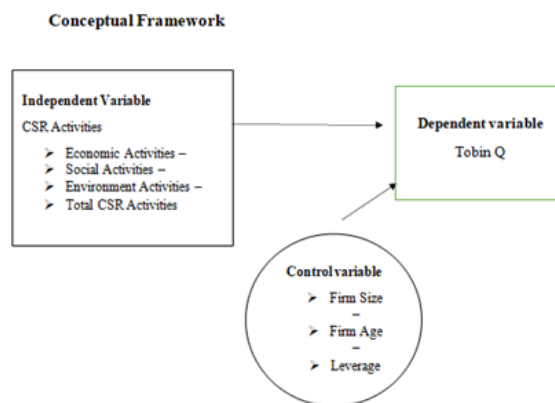 Conceptual Framework
Independent Variable
CSR Activities
➢ Economic Activities –
➢ Social Activities –
➢ Environment Activities –
➢ Total CSR Activities
Dependent variable
Tobin Q
Control variable
➢ Firm Size
–
➢ Firm Age
–
➢ Leverage